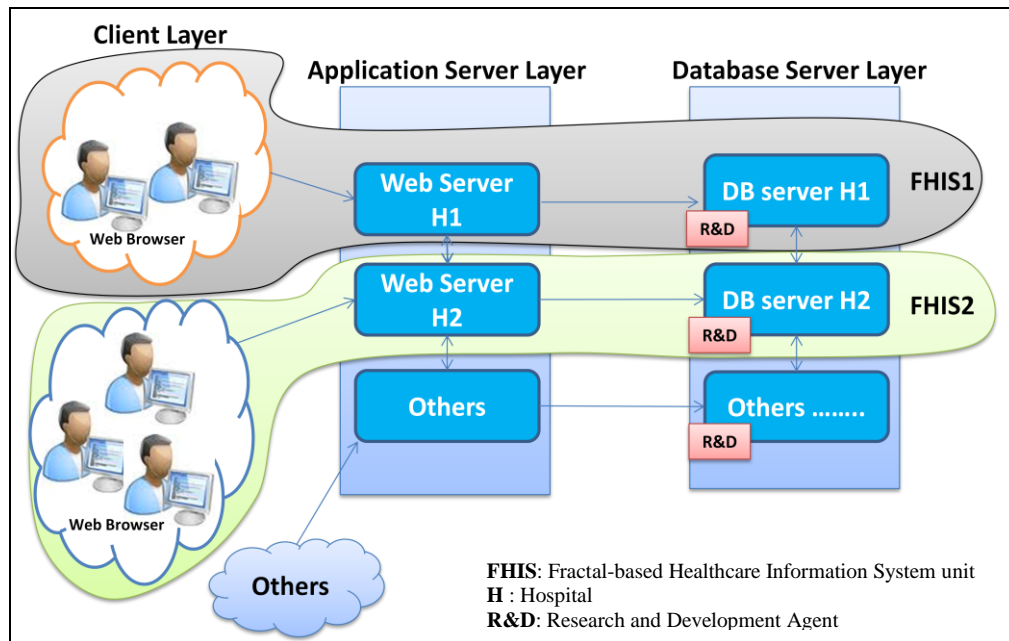 Client Layer
Application Server Layer
Database Server Layer
Web Browser
Web Server
H1
DB server H1
R&D
FHIS1
Web Server
H2
DB server H2
R&D
FHIS2
Web Browser
Others
Others ........
R&D
Others
FHIS: Fractal-based Healthcare Information System unit
H : Hospital
R&D: Research and Development Agent